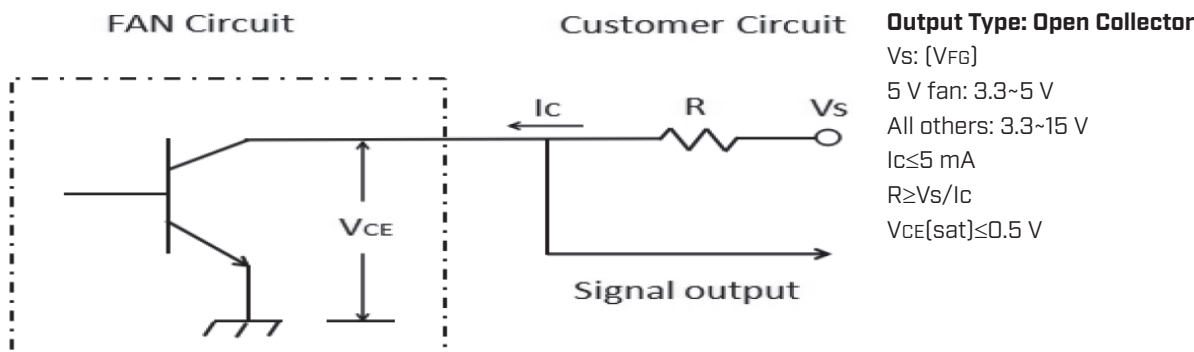 FAN Circuit
Customer Circuit
Ic
R
Vs
VCE
Signal output
Output Type: Open Collector
Vs: (VFG)
5 V fan: 3.3~5 V
All others: 3.3~15 V
Ic≤5 mA
R≥Vs/Ic
VCE(sat)≤0.5 V